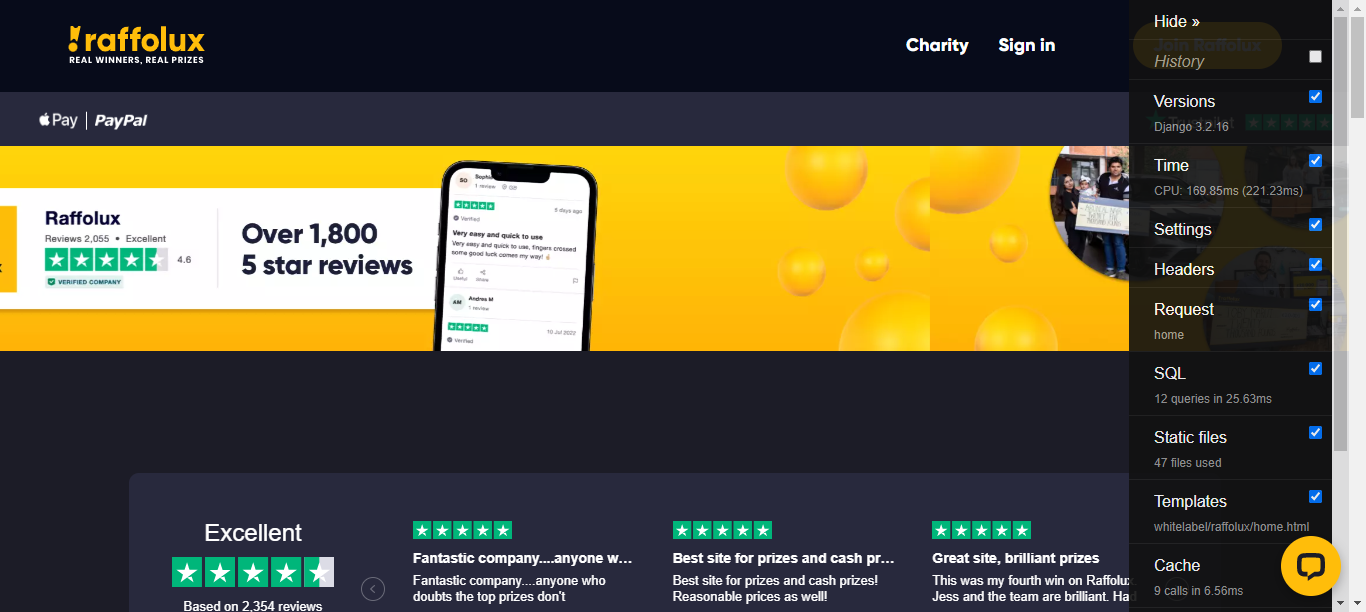 raffolux
REAL WINNERS, REAL PRIZES
Charity
Sign in
Join Raffolux
Pay | PayPal
Trustpilot
Raffolux
Reviews 2,055 • Excellent
4.6
VERIFIED COMPANY
Over 1,800
5 star reviews
SO
Sophie
1 review
GB
5 days ago
Verified
Very easy and quick to use
Very easy and quick to use, fingers crossed
some good luck comes my way!
Useful
Share
AM
Andrea M
1 review
10 Jul 2022
Verified
Excellent
Based on 2,354 reviews
Fantastic company....anyone w…
Fantastic company....anyone who
doubts the top prizes don't
Best site for prizes and cash pr…
Best site for prizes and cash prizes!
Reasonable prices as well!
Great site, brilliant prizes
This was my fourth win on Raffolux
Jess and the team are brilliant. Had
Hide »
History
Versions
Django 3.2.16
Time
CPU: 169.85ms (221.23ms)
Settings
Headers
Request
home
SQL
12 queries in 25.63ms
Static files
47 files used
Templates
whitelabel/raffolux/home.html
Cache
9 calls in 6.56ms